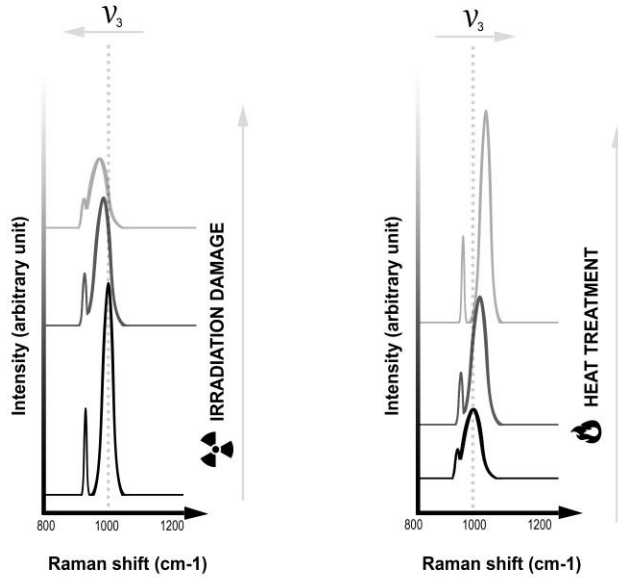 ν3
Intensity (arbitrary unit)
IRRADIATION DAMAGE
800
1000
1200
Raman shift (cm-1)
ν3
Intensity (arbitrary unit)
HEAT TREATMENT
800
1000
1200
Raman shift (cm-1)